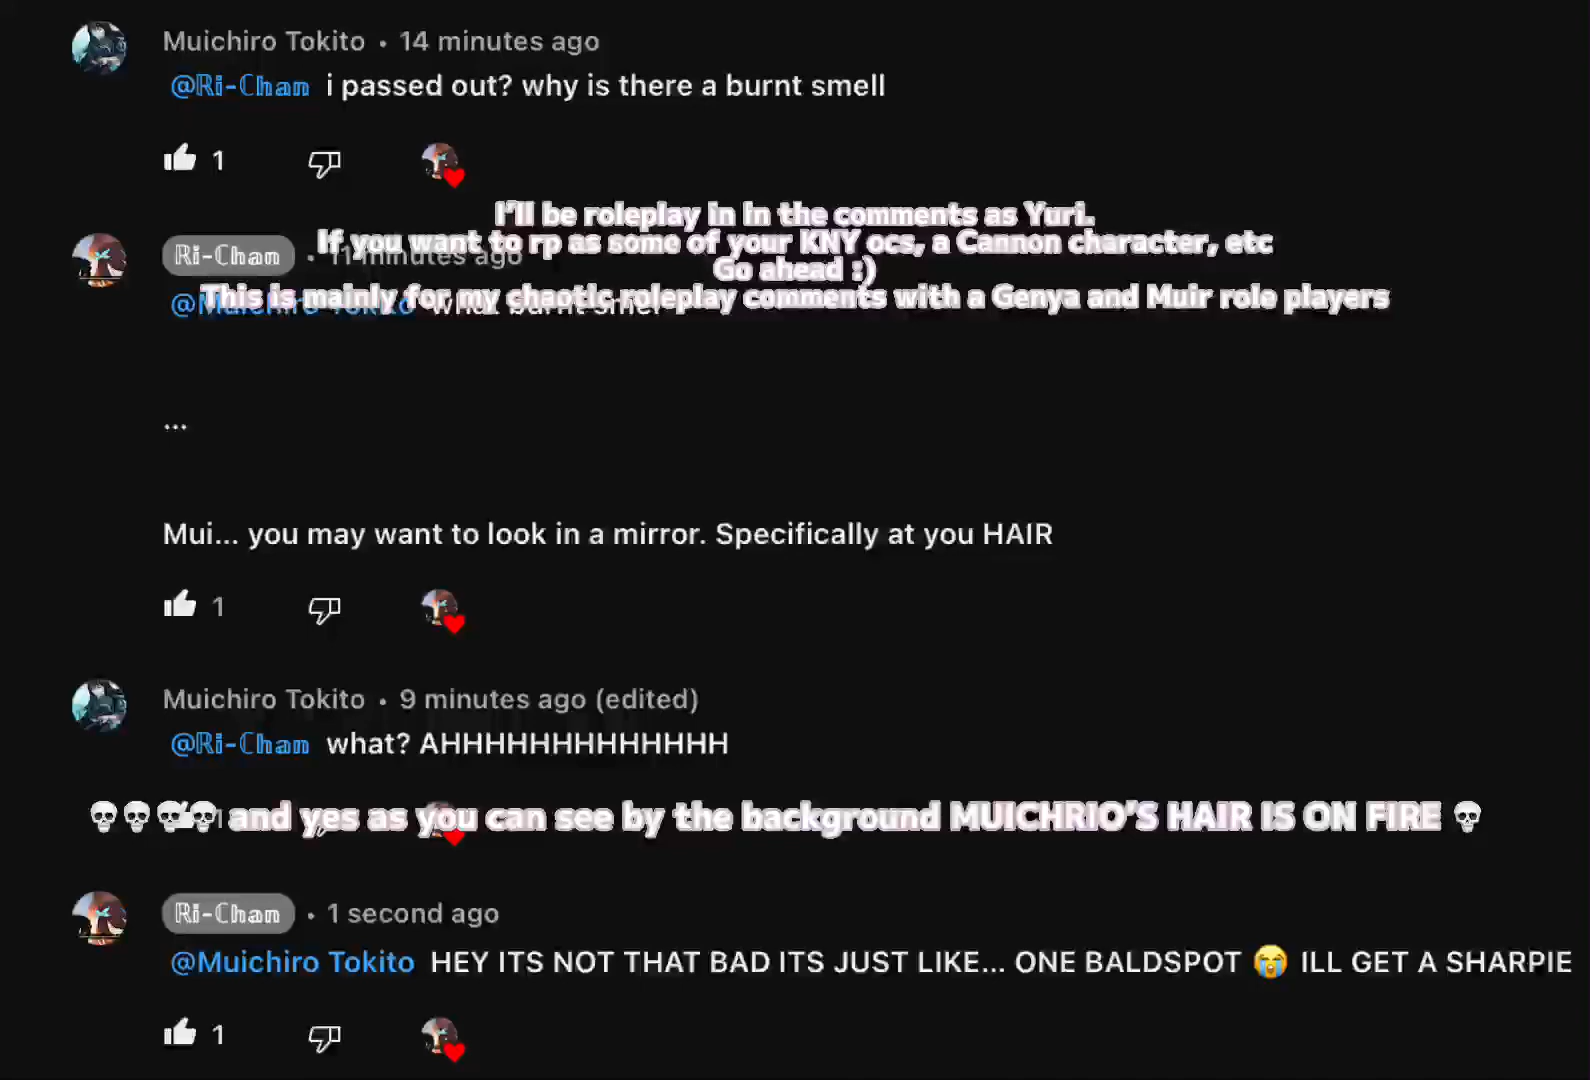 Muichiro Tokito • 14 minutes ago
@ℝi-ℂham i passed out? why is there a burnt smell
1
I'll be roleplay in in the comments as Yuri.
If you want to rp as some of your KNY ocs, a Cannon character, etc
ℝi-ℂham • 11 minutes ago
Go ahead :)
This is mainly for my chaotic roleplay comments with a Genya and Muir role players
@Muichiro Tokito what burnt smel
...
Mui... you may want to look in a mirror. Specifically at you HAIR
1
Muichiro Tokito • 9 minutes ago (edited)
@ℝi-ℂham what? AHHHHHHHHHHHHHH
💀💀💀💀 and yes as you can see by the background MUICHRIO'S HAIR IS ON FIRE 💀
1
ℝi-ℂham • 1 second ago
@Muichiro Tokito HEY ITS NOT THAT BAD ITS JUST LIKE... ONE BALDSPOT 😭 ILL GET A SHARPIE
1